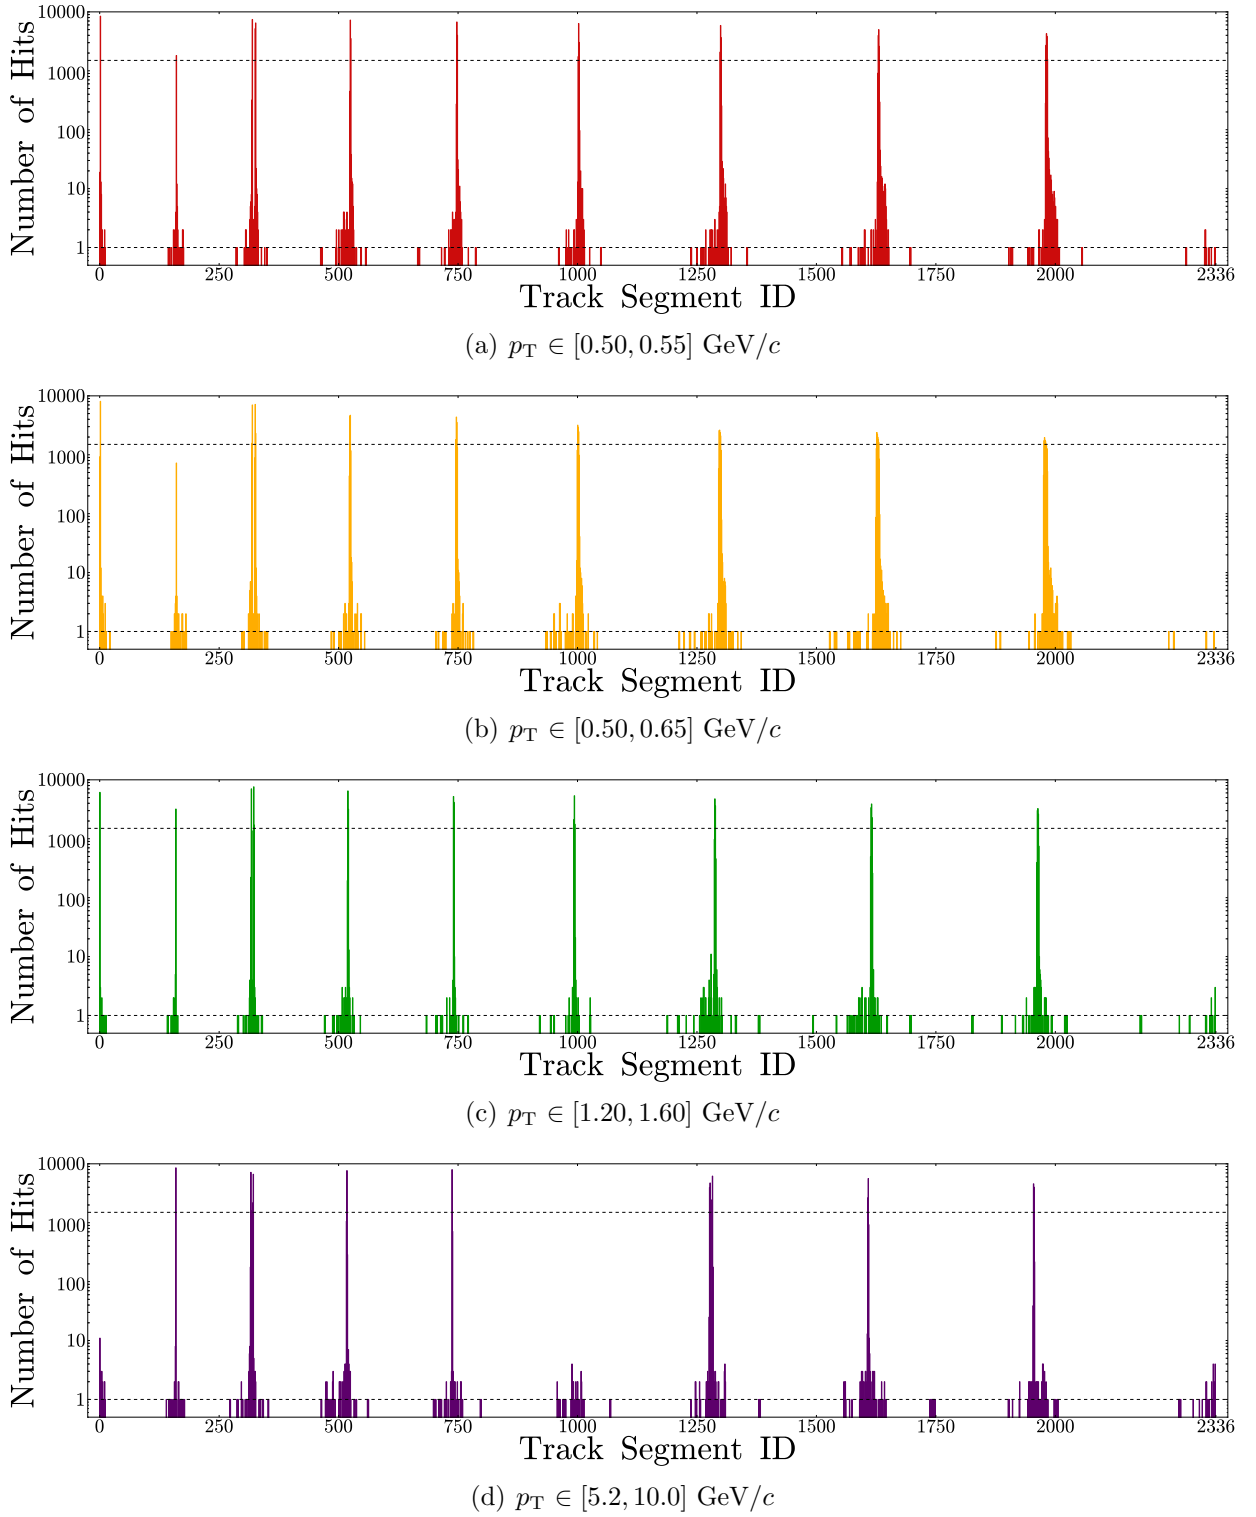 10000
1000
100
10
1
Number of Hits
0 250 500 750 1000 1250 1500 1750 2000 2336
Track Segment ID
(a) pT ∈ [0.50, 0.55] GeV/c
10000
1000
100
10
1
Number of Hits
0 250 500 750 1000 1250 1500 1750 2000 2336
Track Segment ID
(b) pT ∈ [0.50, 0.65] GeV/c
10000
1000
100
10
1
Number of Hits
0 250 500 750 1000 1250 1500 1750 2000 2336
Track Segment ID
(c) pT ∈ [1.20, 1.60] GeV/c
10000
1000
100
10
1
Number of Hits
0 250 500 750 1000 1250 1500 1750 2000 2336
Track Segment ID
(d) pT ∈ [5.2, 10.0] GeV/c